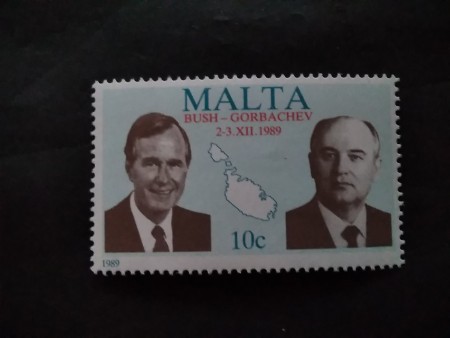 MALTA
BUSH – GORBACHEV
2-3.XII.1989
10c
1989